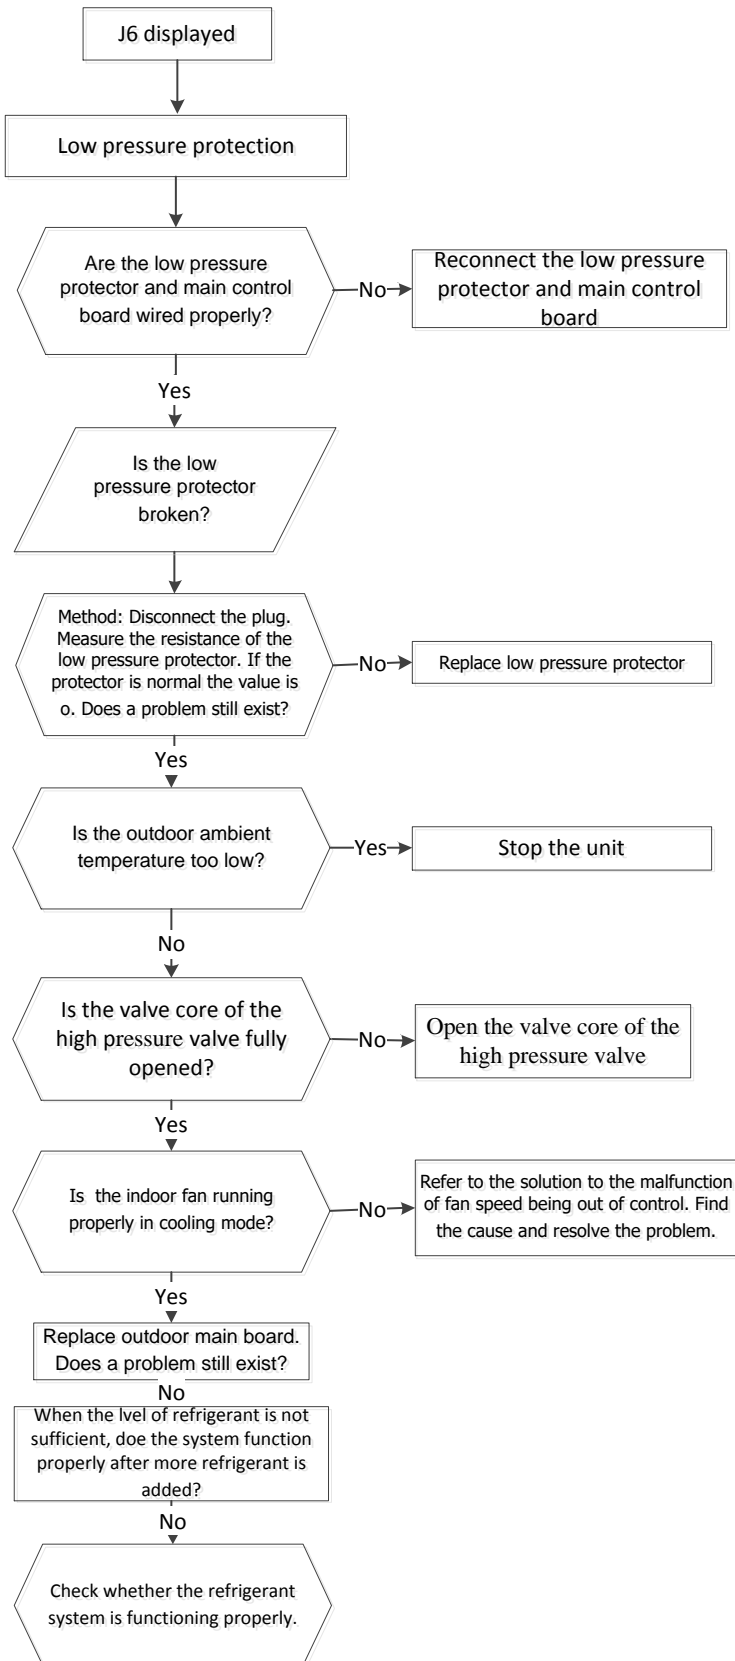 J6 displayed
Low pressure protection
Are the low pressure
protector and main control
board wired properly?
No
Reconnect the low pressure
protector and main control
board
Yes
Is the low
pressure protector
broken?
Method: Disconnect the plug.
Measure the resistance of the
low pressure protector. If the
protector is normal the value is
o. Does a problem still exist?
No
Replace low pressure protector
Yes
Is the outdoor ambient
temperature too low?
Yes
Stop the unit
No
Is the valve core of the
high pressure valve fully
opened?
No
Open the valve core of the
high pressure valve
Yes
Is the indoor fan running
properly in cooling mode?
No
Refer to the solution to the malfunction
of fan speed being out of control. Find
the cause and resolve the problem.
Yes
Replace outdoor main board.
Does a problem still exist?
No
When the lvel of refrigerant is not
sufficient, doe the system function
properly after more refrigerant is
added?
No
Check whether the refrigerant
system is functioning properly.